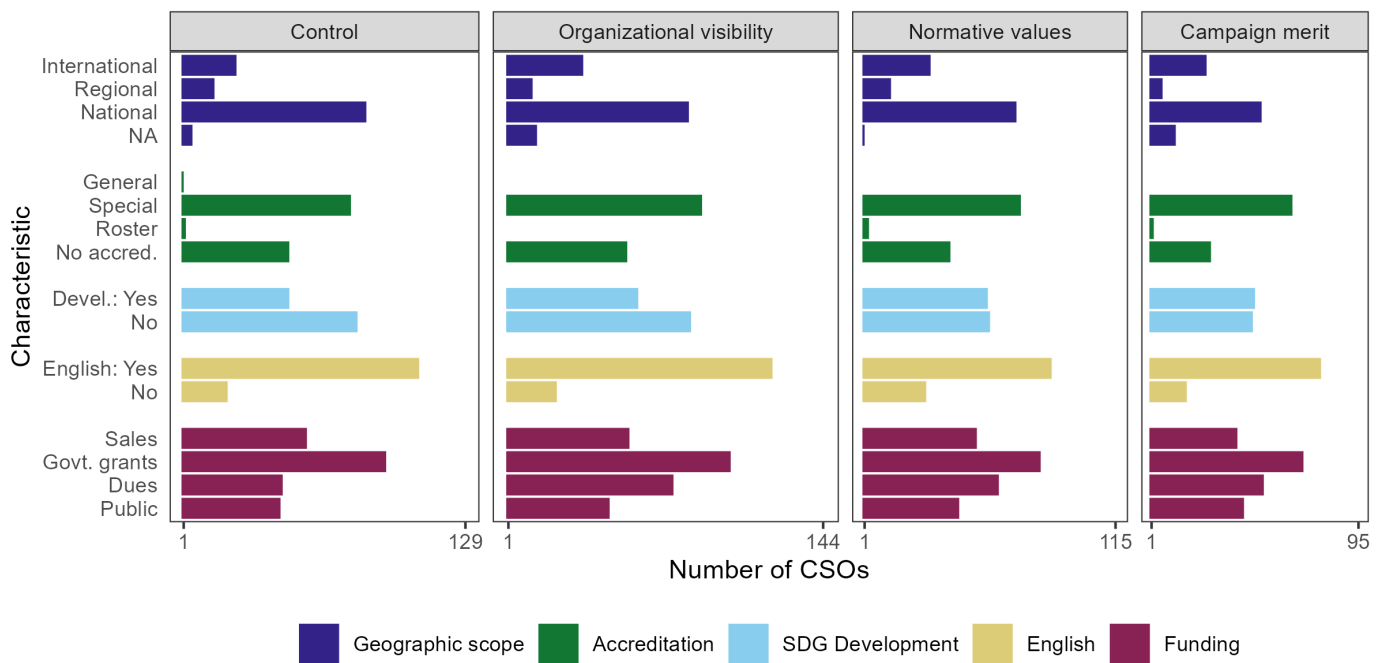 Control
Organizational visibility
Normative values
Campaign merit
Characteristic
International
Regional
National
NA
General
Special
Roster
No accred.
Devel.: Yes
No
English: Yes
No
Sales
Govt. grants
Dues
Public
1 129 1 144 1 115 1 95
Number of CSOs
Geographic scope Accreditation SDG Development English Funding